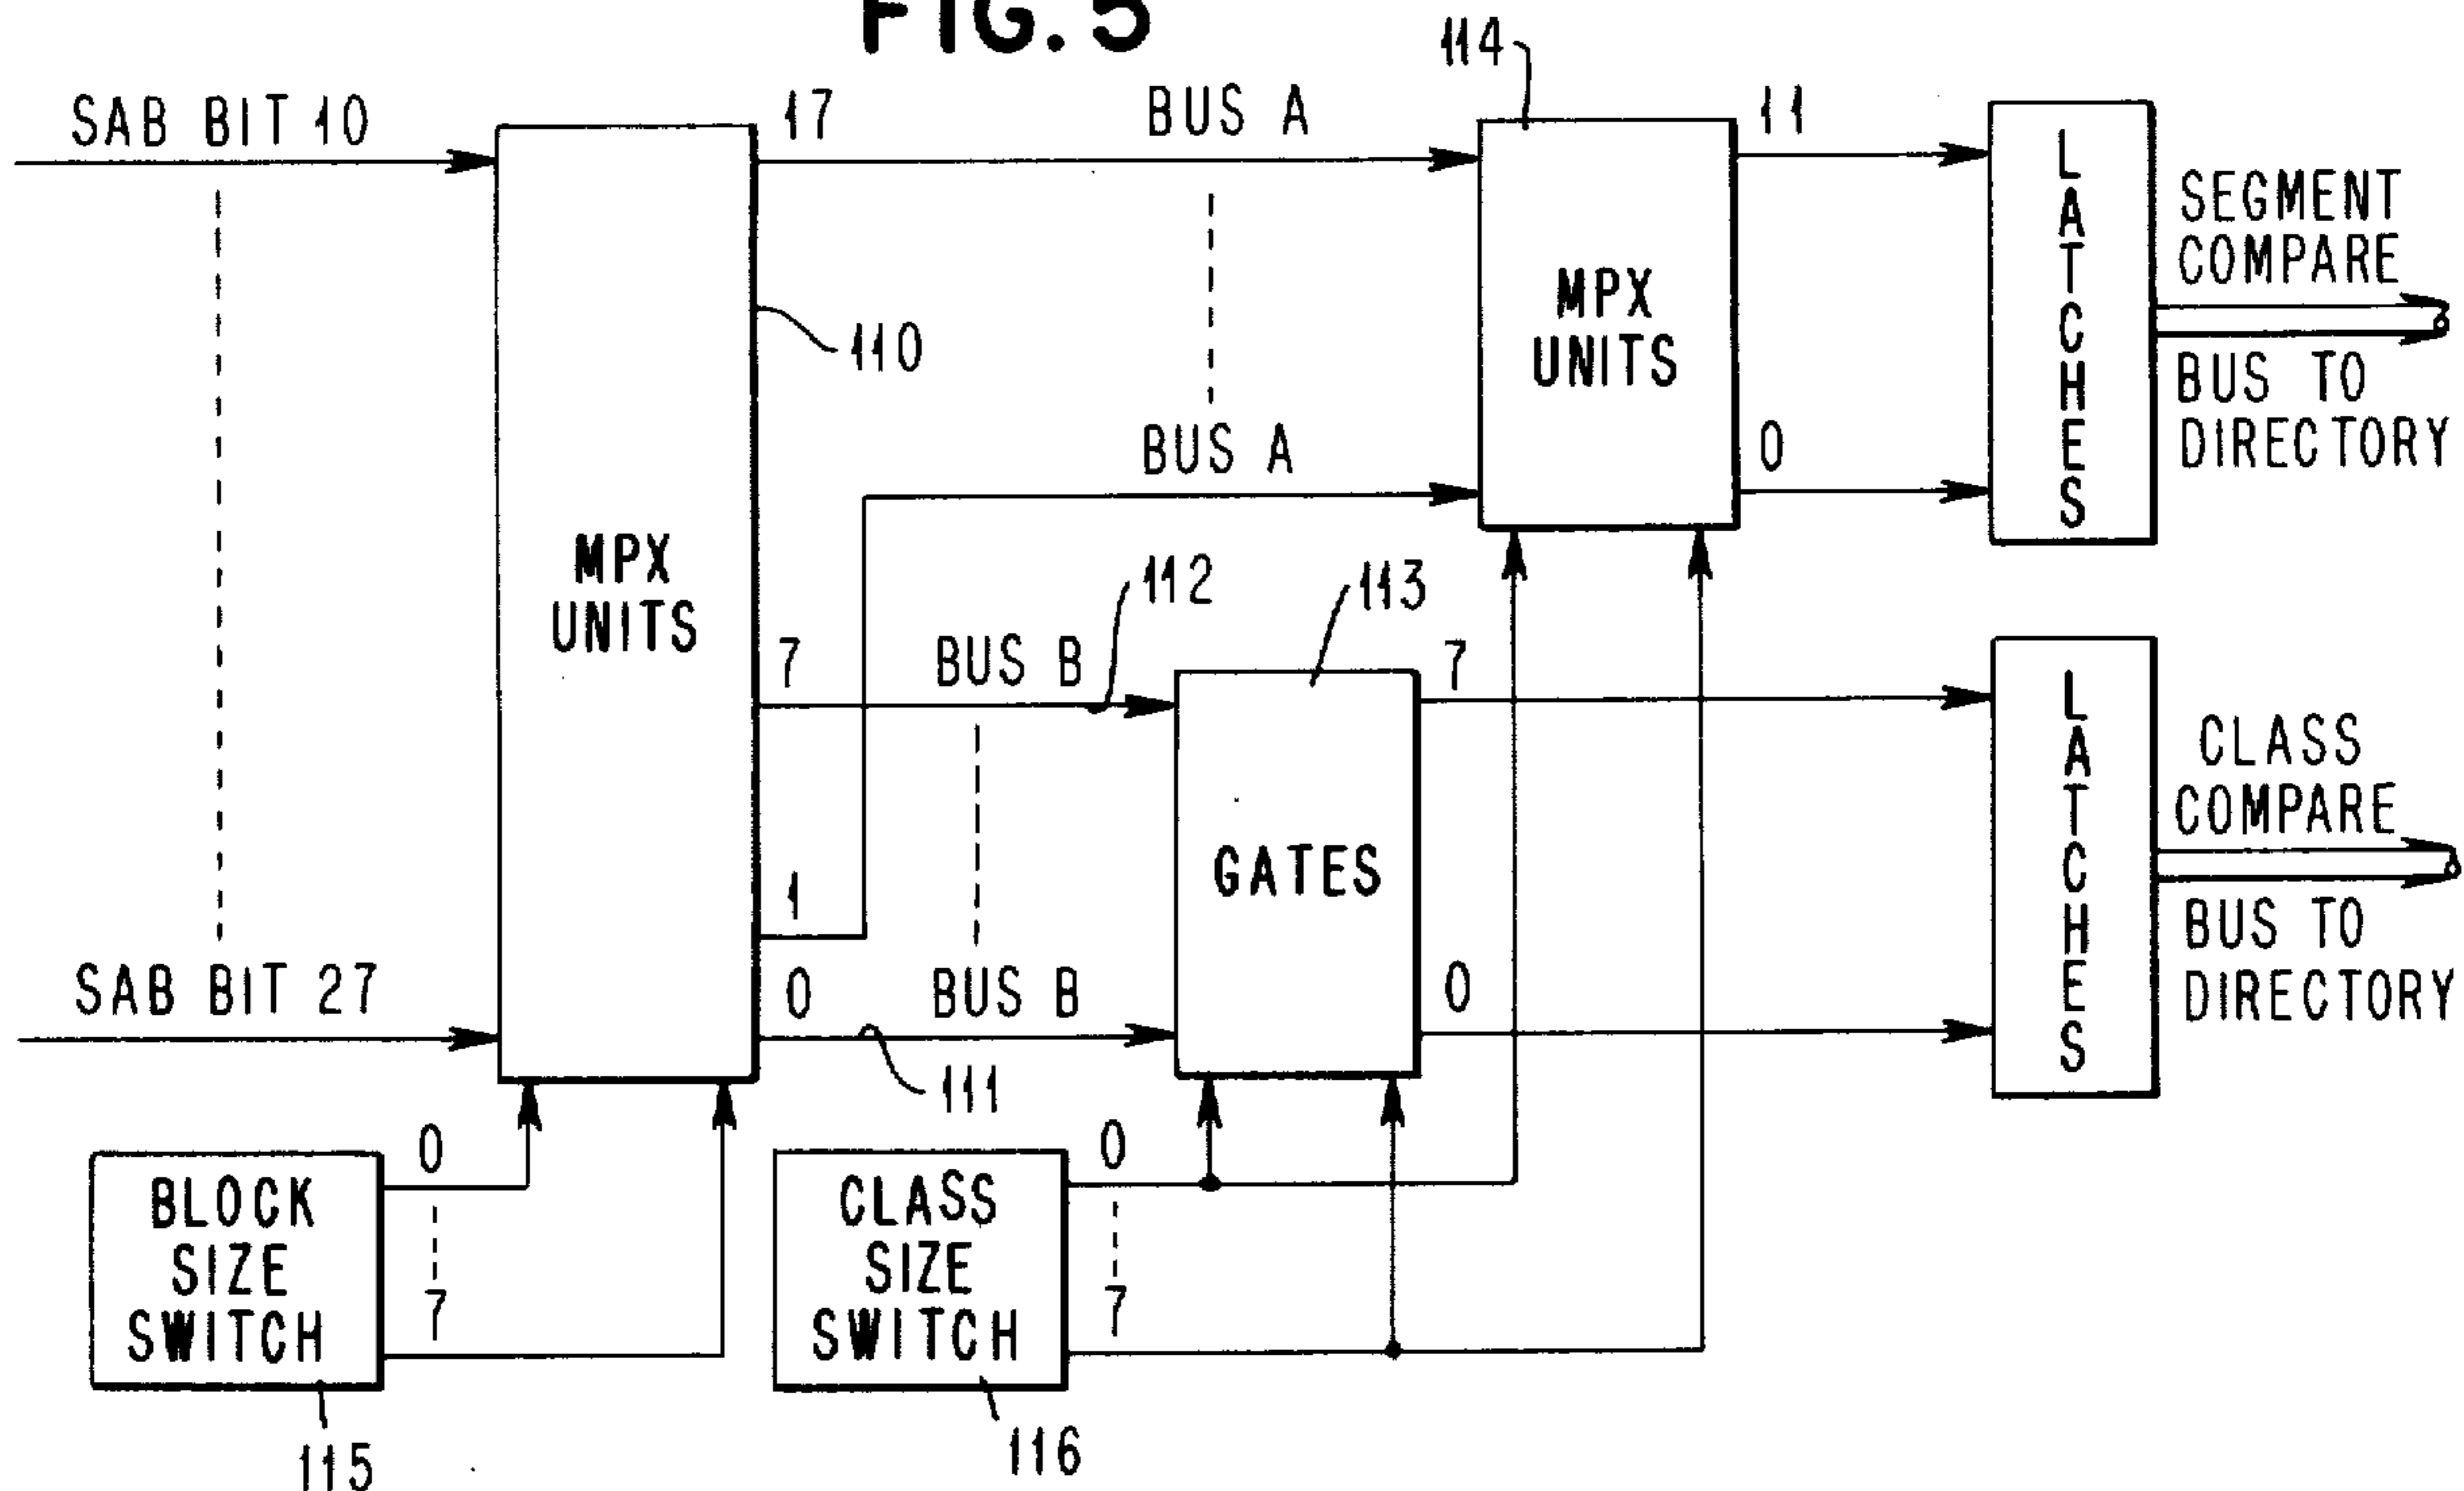 FIG. 5
114
SAB BIT 10
17
BUS A
11
110
BUS A
0
MPX
UNITS
MPX
UNITS
LATCHES
SEGMENT
COMPARE
BUS TO
DIRECTORY
112
113
7
BUS B
7
GATES
1
0
BUS B
0
111
SAB BIT 27
LATCHES
CLASS
COMPARE
BUS TO
DIRECTORY
BLOCK
SIZE
SWITCH
0
7
115
CLASS
SIZE
SWITCH
0
7
116